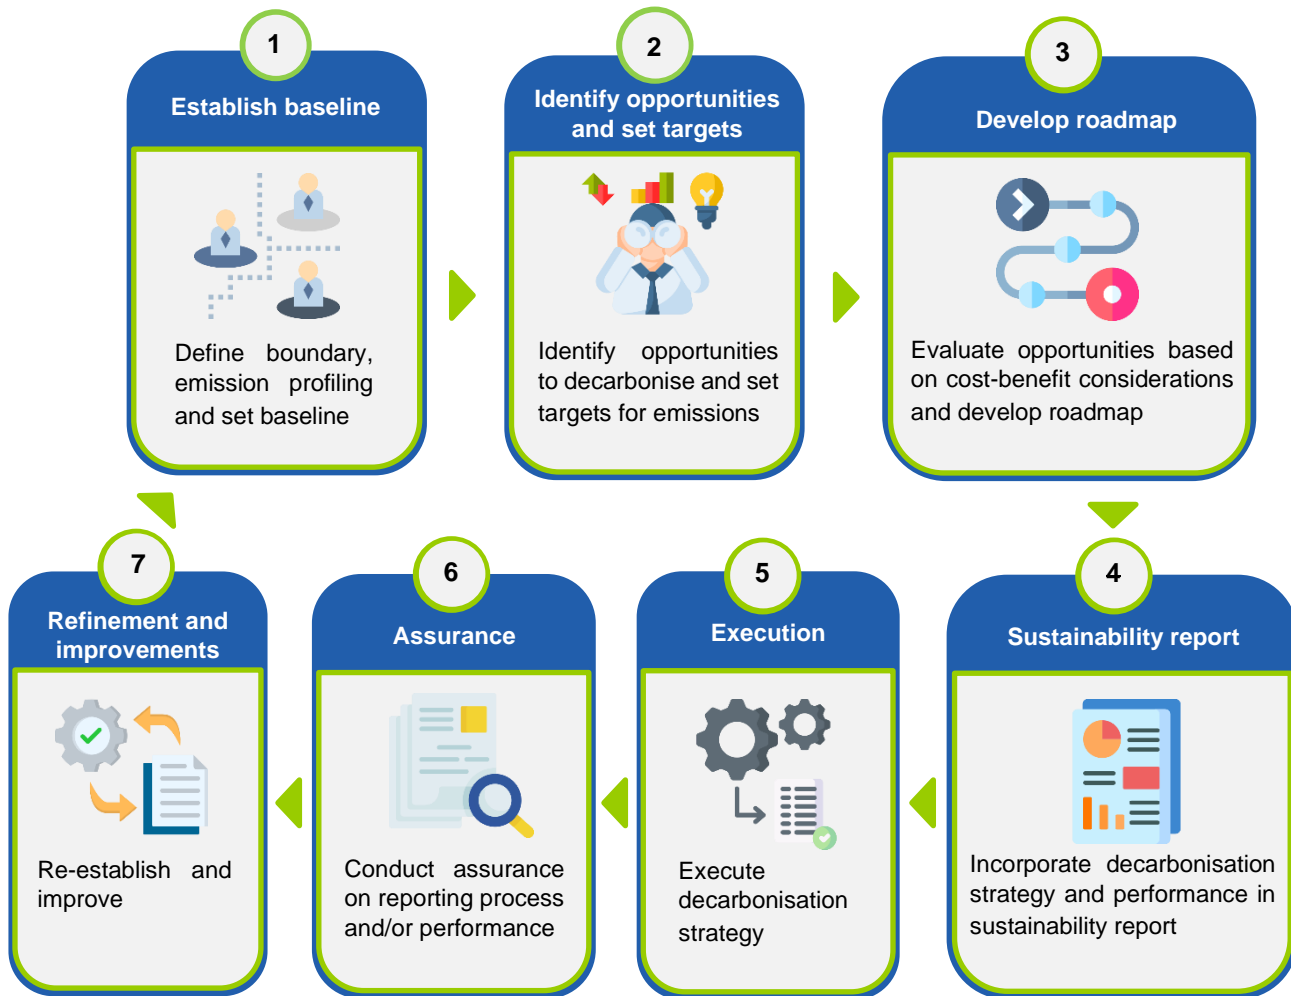 1
Establish baseline
Define boundary,
emission profiling
and set baseline
2
Identify opportunities
and set targets
Identify opportunities
to decarbonise and set
targets for emissions
3
Develop roadmap
Evaluate opportunities based
on cost-benefit considerations
and develop roadmap
4
Sustainability report
Incorporate decarbonisation
strategy and performance in
sustainability report
5
Execution
Execute
decarbonisation
strategy
6
Assurance
Conduct assurance
on reporting process
and/or performance
7
Refinement and
improvements
Re-establish and
improve